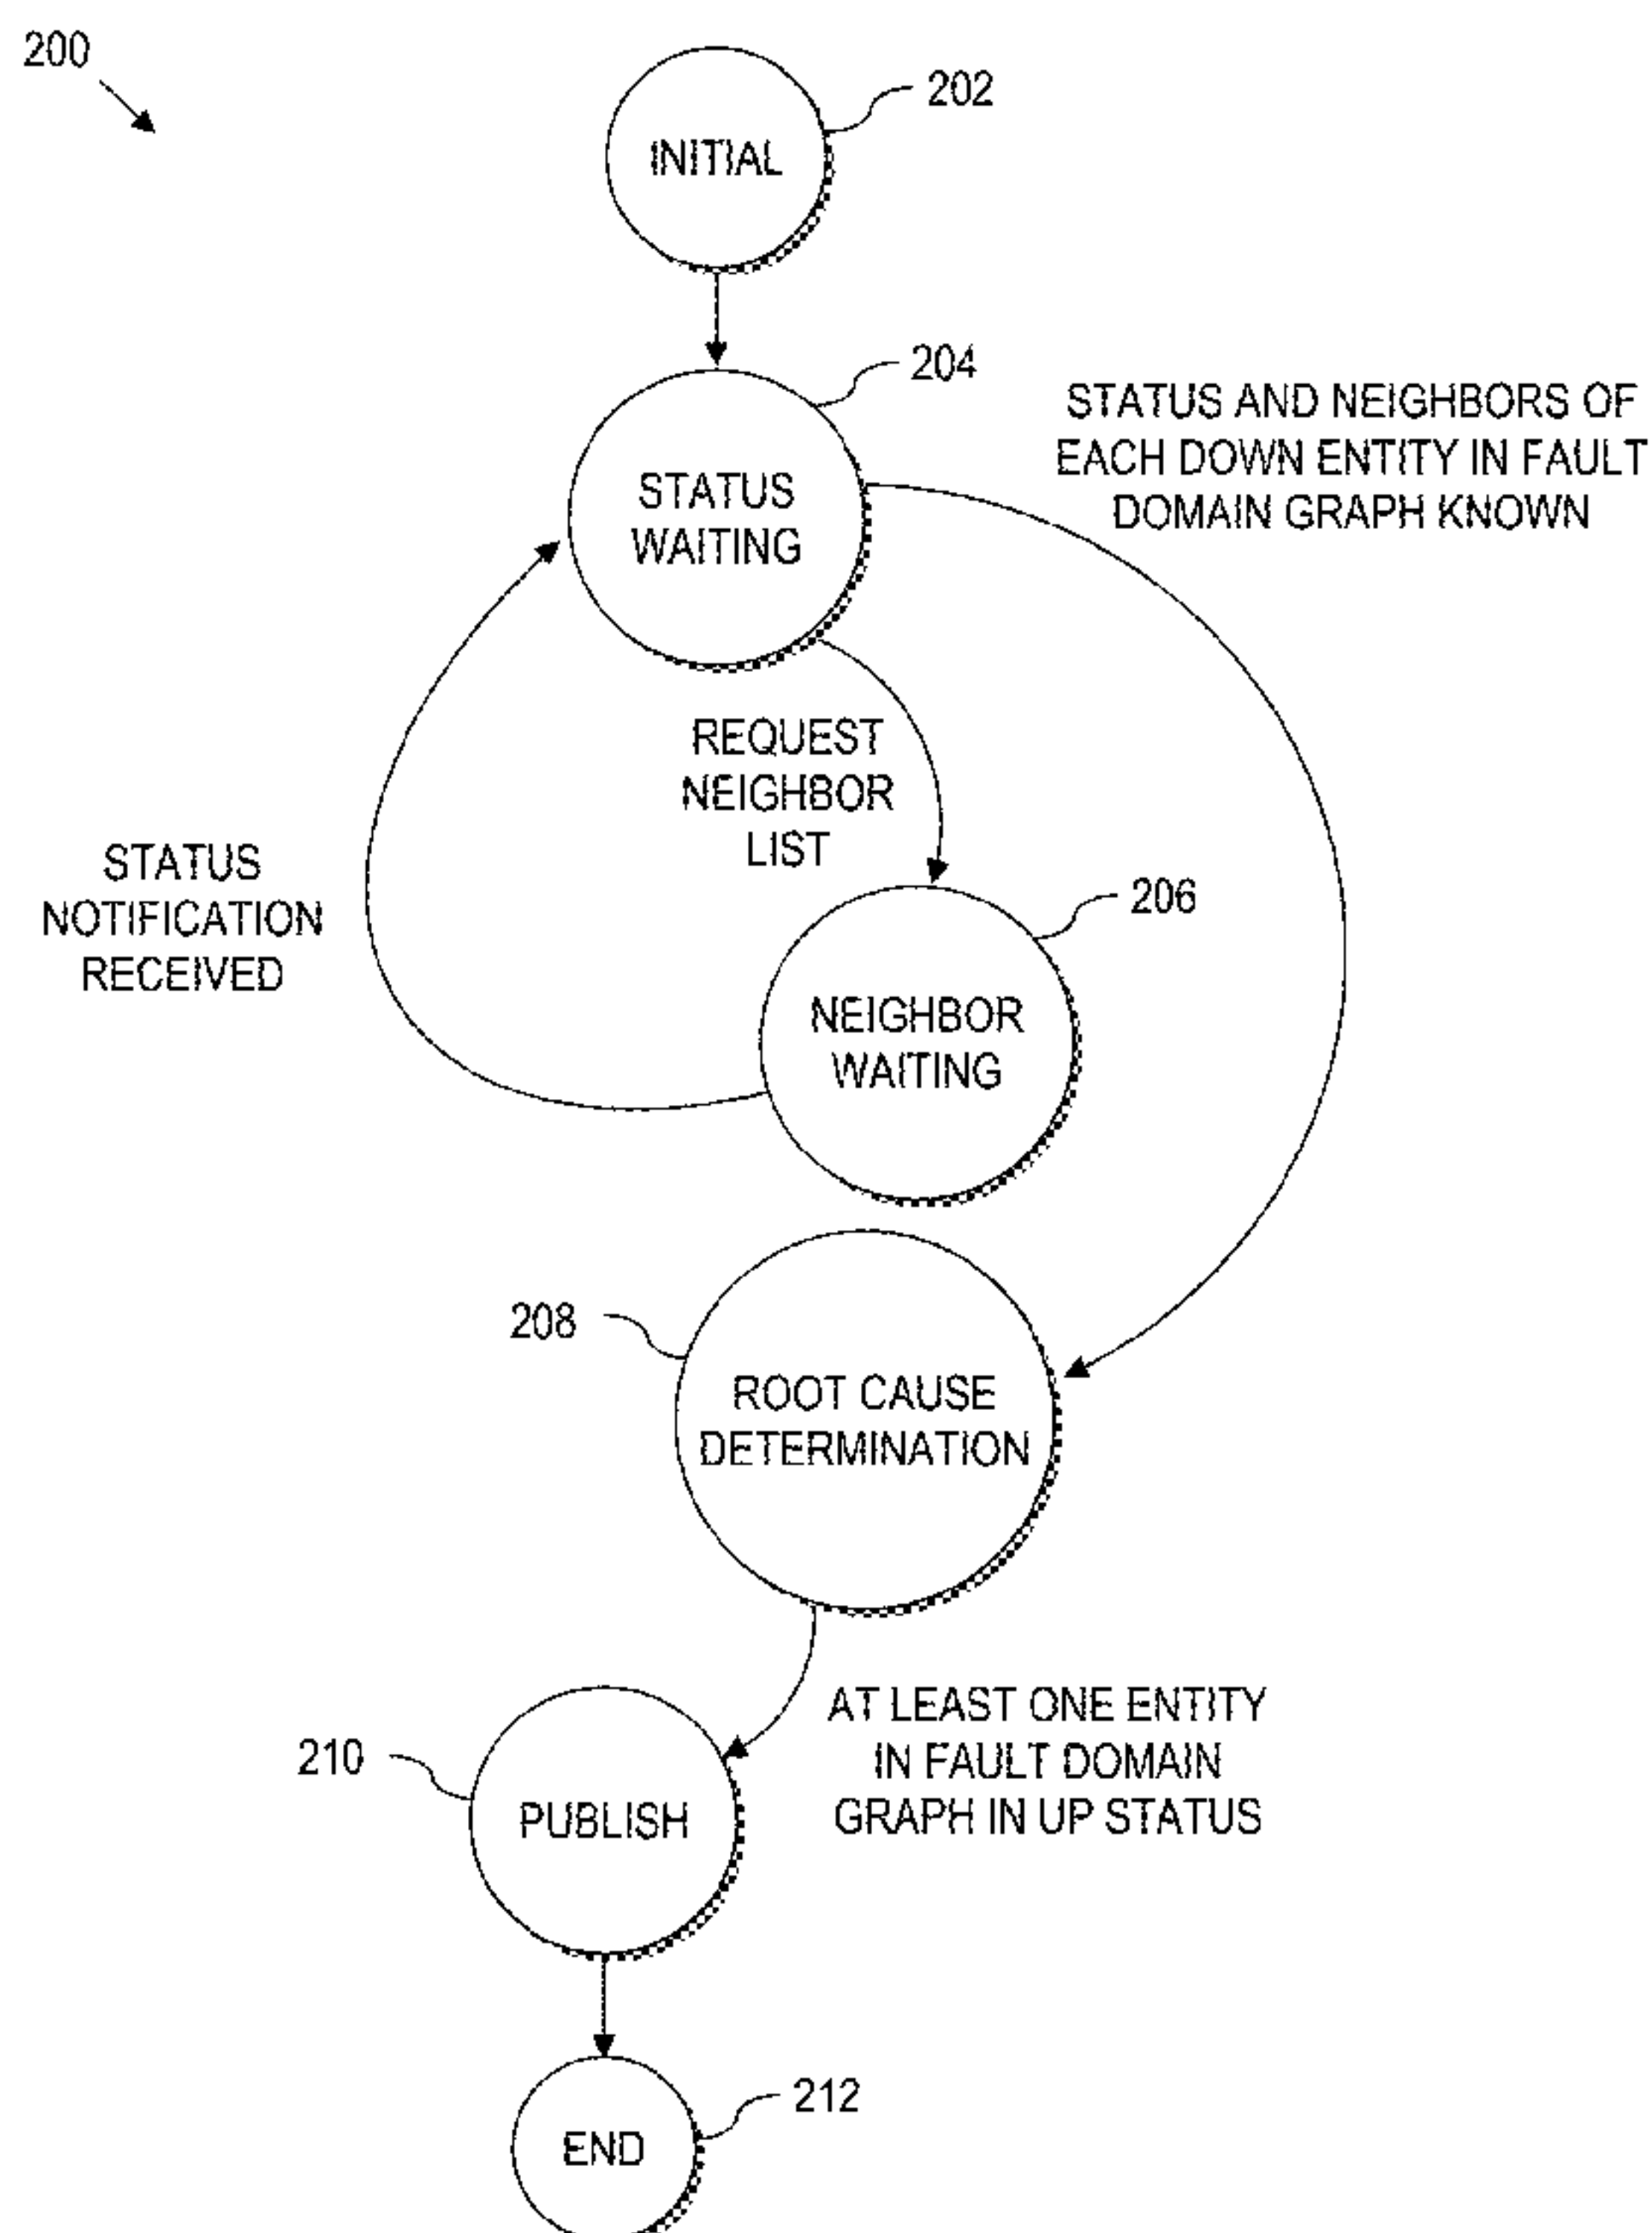 200
202
INITIAL
204
STATUS AND NEIGHBORS OF
EACH DOWN ENTITY IN FAULT
DOMAIN GRAPH KNOWN
STATUS
WAITING
REQUEST
NEIGHBOR
LIST
STATUS
NOTIFICATION
RECEIVED
206
NEIGHBOR
WAITING
208
ROOT CAUSE
DETERMINATION
AT LEAST ONE ENTITY
IN FAULT DOMAIN
GRAPH IN UP STATUS
210
PUBLISH
212
END